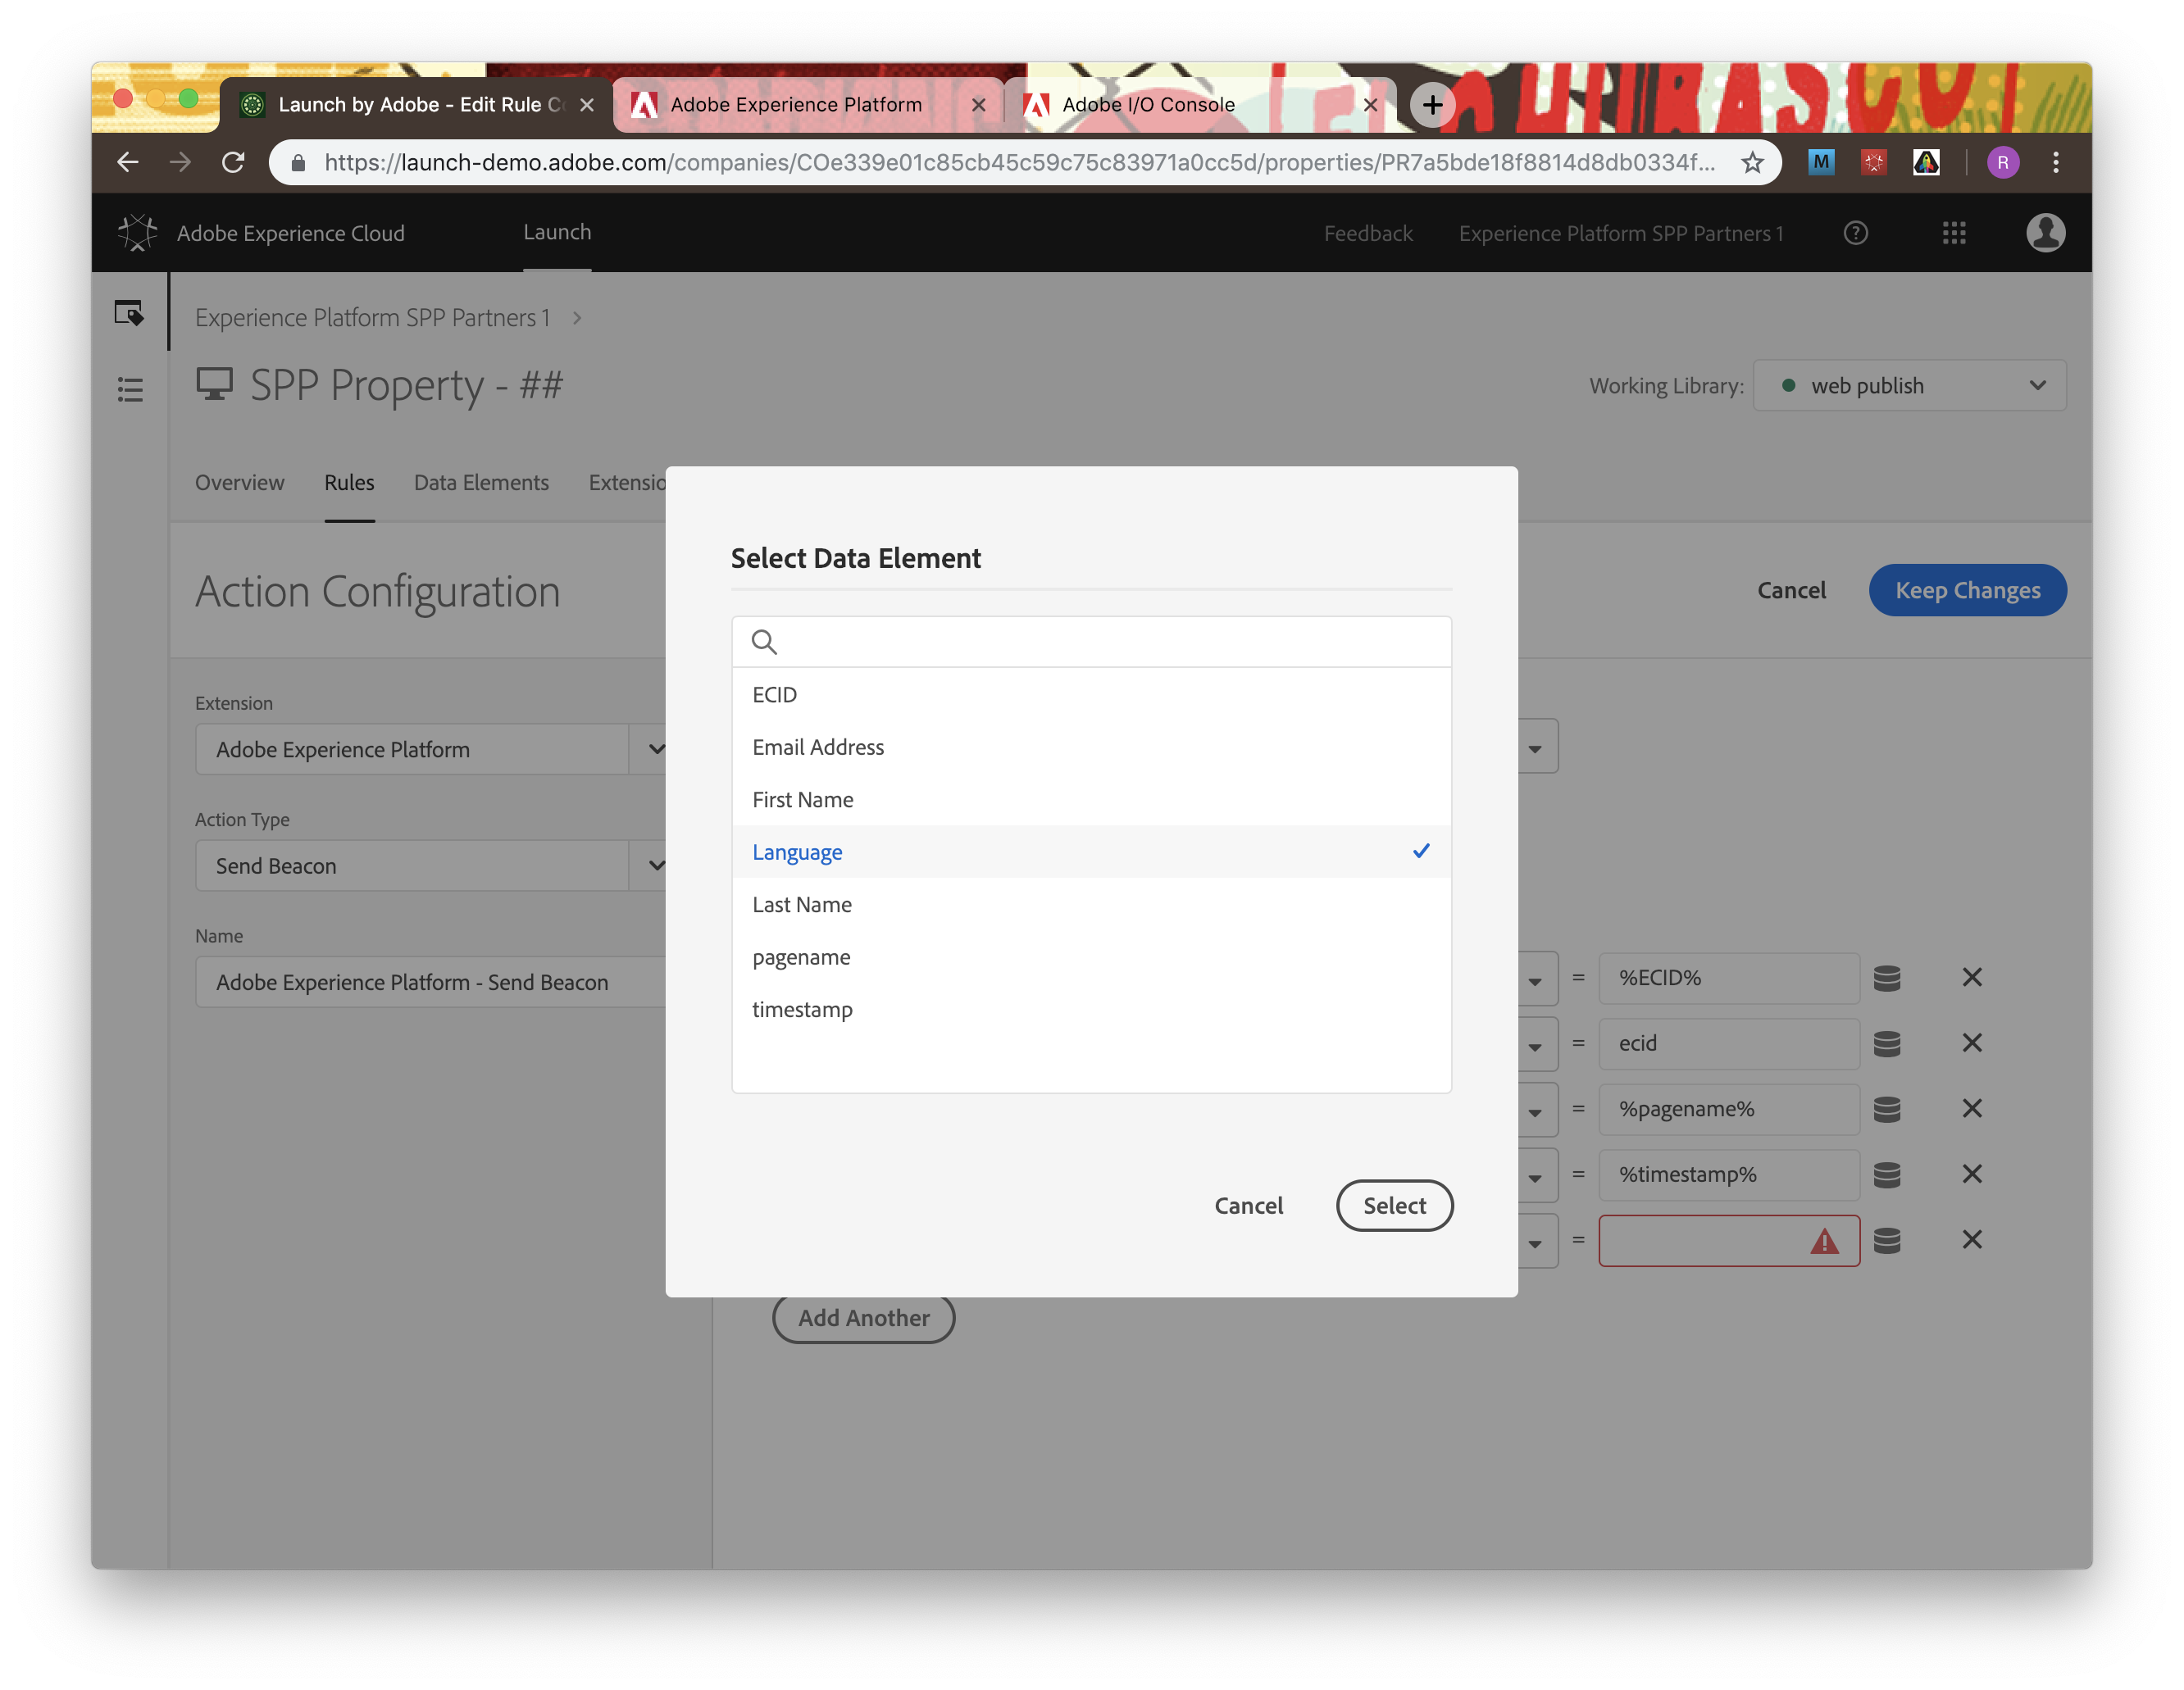 Launch by Adobe - Edit Rule Co
Adobe Experience Platform
Adobe I/O Console
https://launch-demo.adobe.com/companies/COe339e01c85cb45c59c75c83971a0cc5d/properties/PR7a5bde18f8814d8db0334f...
M
R
Adobe Experience Cloud
Launch
Feedback
Experience Platform SPP Partners 1
Experience Platform SPP Partners 1
SPP Property - ##
Working Library:
web publish
Overview
Rules
Data Elements
Extensio
Action Configuration
Cancel
Keep Changes
Extension
Adobe Experience Platform
Action Type
Send Beacon
Name
Adobe Experience Platform - Send Beacon
Select Data Element
ECID
Email Address
First Name
Language
Last Name
pagename
timestamp
Cancel
Select
= %ECID%
= ecid
= %pagename%
= %timestamp%
=
Add Another